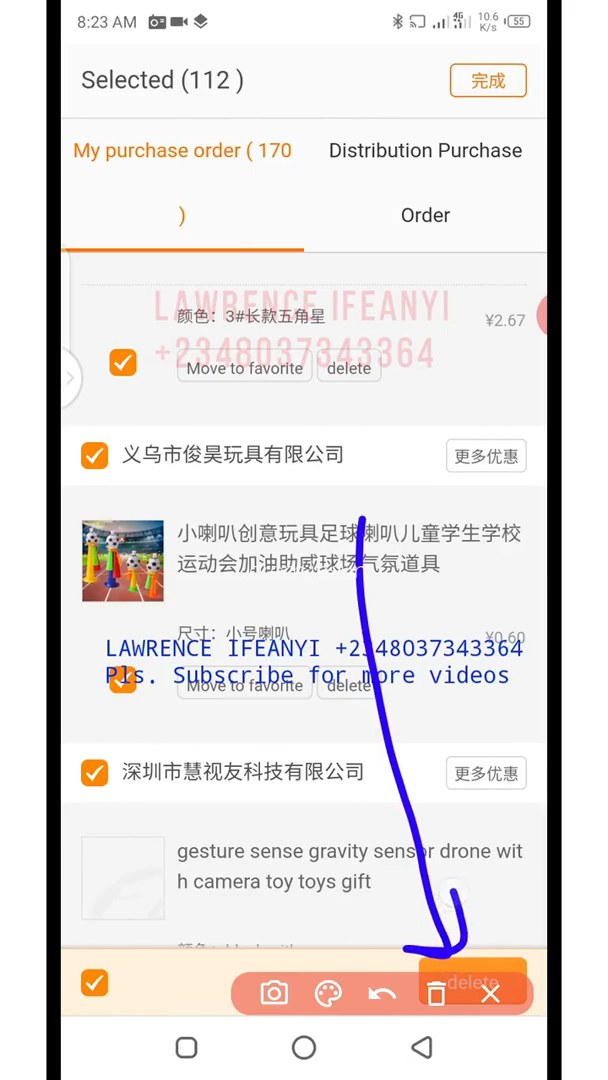 8:23 AM
4G 10.6 K/s 55
Selected (112 )
完成
My purchase order ( 170
)
Distribution Purchase
Order
LAWRENCE IFEANYI
+2348037343364
颜色：3#长款五角星
¥2.67
Move to favorite
delete
义乌市俊昊玩具有限公司
更多优惠
小喇叭创意玩具足球喇叭儿童学生学校
运动会加油助威球场气氛道具
尺寸：小号喇叭
¥0.60
LAWRENCE IFEANYI +2348037343364
Pls. Subscribe for more videos
Move to favorite
delete
深圳市慧视友科技有限公司
更多优惠
gesture sense gravity sensor drone wit
h camera toy toys gift
delete